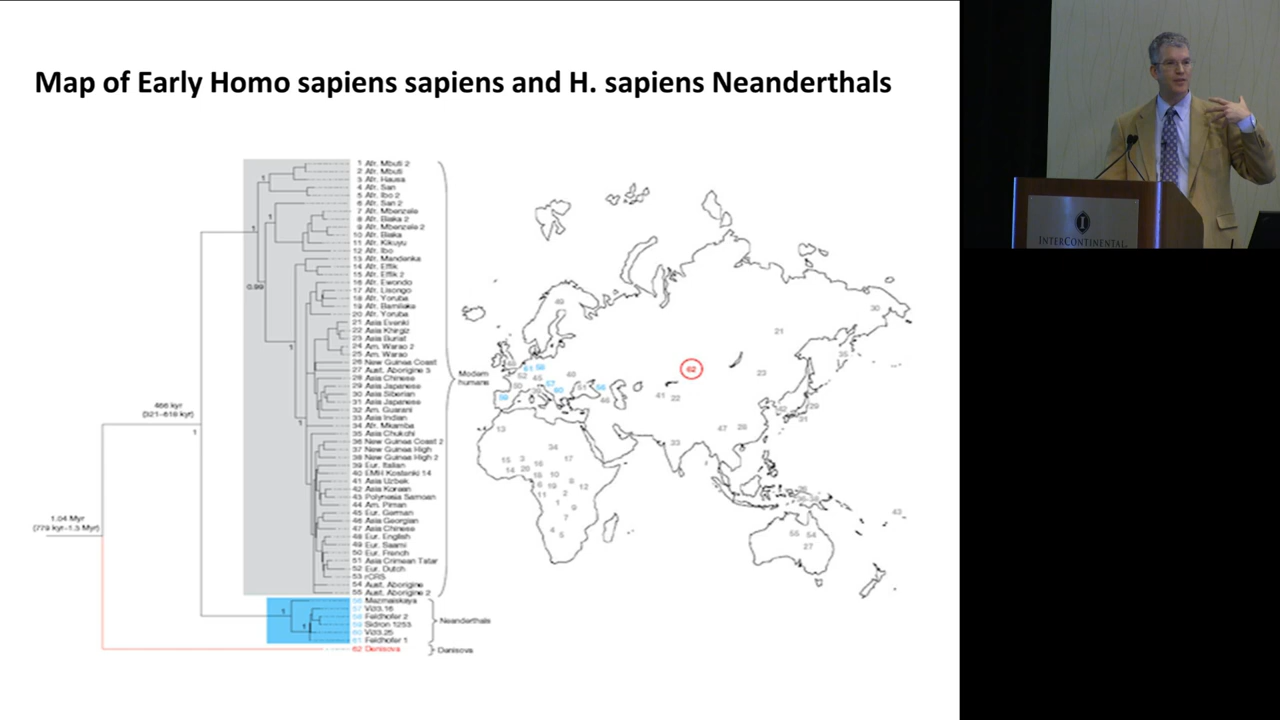 Map of Early Homo sapiens sapiens and H. sapiens Neanderthals
1 Afr. Mbuti 2
2 Afr. Mbuti
3 Afr. Hausa
4 Afr. San
5 Afr. Ibo 2
6 Afr. San 2
7 Afr. Mbenzele
8 Afr. Biaka 2
9 Afr. Mbenzele 2
10 Afr. Biaka
11 Afr. Kikuyu
12 Afr. Ibo
13 Afr. Mandenka
14 Afr. Effik
15 Afr. Effik 2
16 Afr. Ewondo
17 Afr. Lisongo
18 Afr. Yoruba
19 Afr. Bamileke
20 Afr. Yoruba
21 Asia Evenki
22 Asia Khirgiz
23 Asia Buriat
24 Am. Warao 2
25 Am. Warao
26 New Guinea Coast
27 Aust. Aborigine 3
28 Asia Chinese
29 Asia Japanese
30 Asia Siberian
31 Asia Japanese
32 Am. Guarani
33 Asia Indian
34 Afr. Mkamba
35 Asia Chukchi
36 New Guinea Coast 2
37 New Guinea High
38 New Guinea High 2
39 Eur. Italian
40 EMH Kostenki 14
41 Asia Uzbek
42 Asia Korean
43 Polynesia Samoan
44 Am. Piman
45 Eur. German
46 Asia Georgian
47 Asia Chinese
48 Eur. English
49 Eur. Saami
50 Eur. French
51 Asia Crimean Tatar
52 Eur. Dutch
53 rCRS
54 Aust. Aborigine
55 Aust. Aborigine 2
56 Mezmaiskaya
57 Vi33.16
58 Feldhofer 2
59 Sidron 1253
60 Vi33.25
61 Feldhofer 1
62 Denisova
Modern
humans
Neanderthals
Denisova
0.99
466 kyr
(321–618 kyr)
1
1.04 Myr
(779 kyr–1.3 Myr)
62
INTERCONTINENTAL